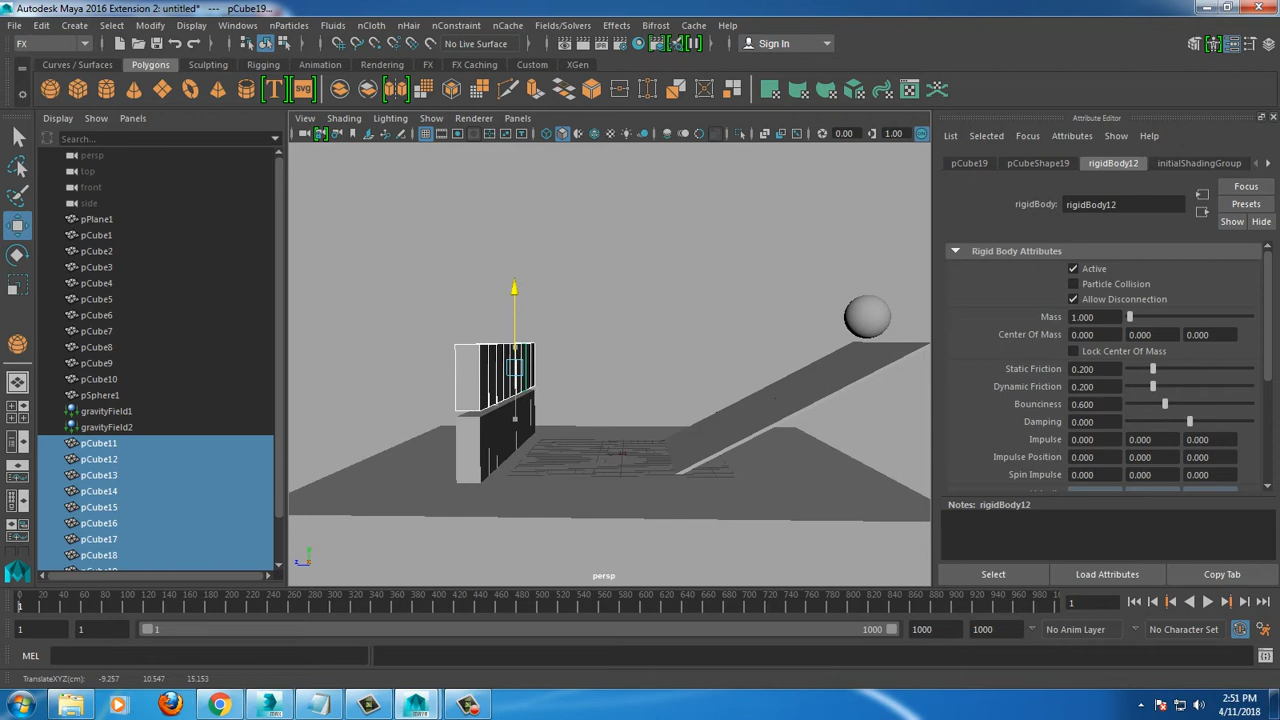 Autodesk Maya 2016 Extension 2: untitled* --- pCube19...
File Edit Create Select Modify Display Windows nParticles Fluids nCloth nHair nConstraint nCache Fields/Solvers Effects Bifrost Cache Help
FX No Live Surface Sign In
Curves / Surfaces Polygons Sculpting Rigging Animation Rendering FX FX Caching Custom XGen
T svg
Display Show Panels
View Shading Lighting Show Renderer Panels
Search...
0.00 1.00
persp
top
front
side
pPlane1
pCube1
pCube2
pCube3
pCube4
pCube5
pCube6
pCube7
pCube8
pCube9
pCube10
pSphere1
gravityField1
gravityField2
pCube11
pCube12
pCube13
pCube14
pCube15
pCube16
pCube17
pCube18
persp
Attribute Editor
List Selected Focus Attributes Show Help
pCube19 pCubeShape19 rigidBody12 initialShadingGroup
rigidBody: rigidBody12
Focus
Presets
Show Hide
Rigid Body Attributes
Active
Particle Collision
Allow Disconnection
Mass 1.000
Center Of Mass 0.000 0.000 0.000
Lock Center Of Mass
Static Friction 0.200
Dynamic Friction 0.200
Bounciness 0.600
Damping 0.000
Impulse 0.000 0.000 0.000
Impulse Position 0.000 0.000 0.000
Spin Impulse 0.000 0.000 0.000
Notes: rigidBody12
Select Load Attributes Copy Tab
0 20 40 60 80 100 120 140 160 180 200 220 240 260 280 300 320 340 360 380 400 420 440 460 480 500 520 540 560 580 600 620 640 660 680 700 720 740 760 780 800 820 840 860 880 900 920 940 960 980 10
1 1
1 1 1 1000 1000 1000 No Anim Layer No Character Set
MEL
TranslateXYZ(cm): -9.257 10.547 15.153
2:51 PM
4/11/2018